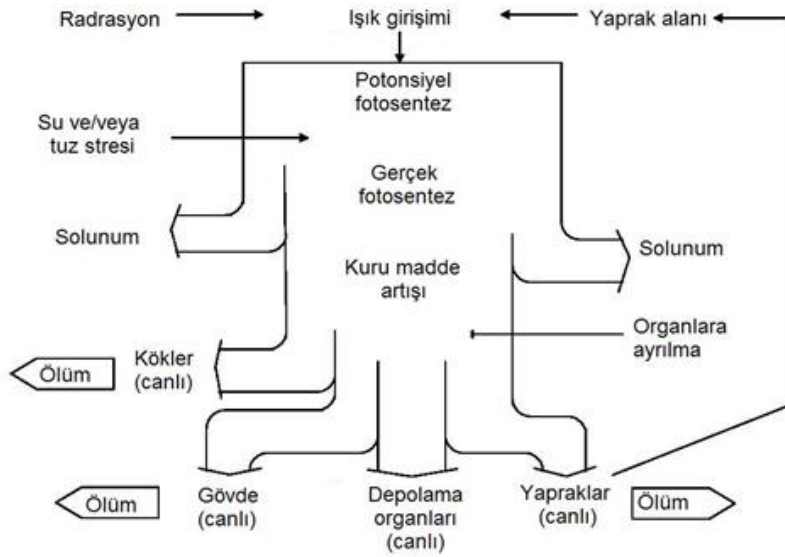 Radrasyon
Işık girişimi
Yaprak alanı
Potonsiyel
fotosentez
Su ve/veya
tuz stresi
Gerçek
fotosentez
Solunum
Solunum
Kuru madde
artışı
Organlara
ayrılma
Ölüm
Kökler
(canlı)
Ölüm
Gövde
(canlı)
Depolama
organları
(canlı)
Yapraklar
(canlı)
Ölüm